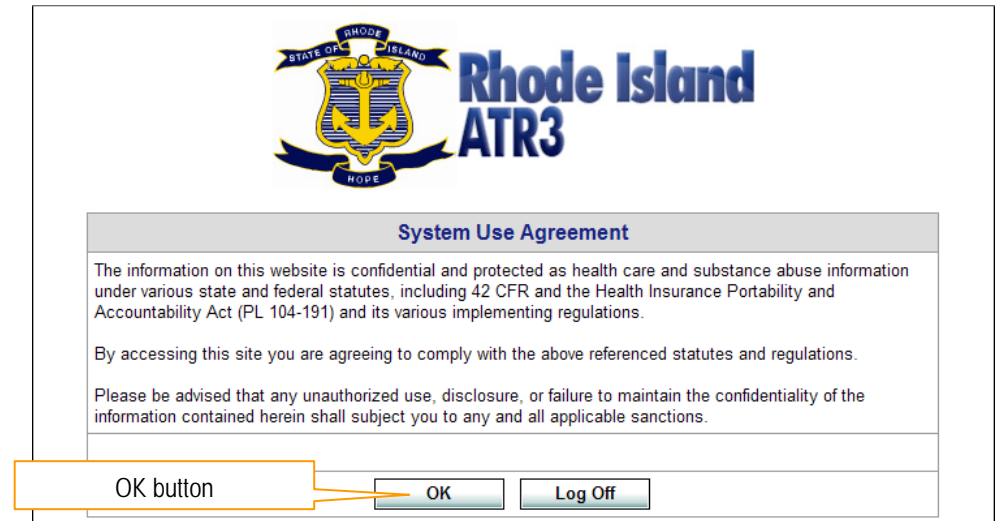 RHODE
STATE OF ISLAND
HOPE
Rhode Island
ATR3
System Use Agreement
The information on this website is confidential and protected as health care and substance abuse information
under various state and federal statutes, including 42 CFR and the Health Insurance Portability and
Accountability Act (PL 104-191) and its various implementing regulations.
By accessing this site you are agreeing to comply with the above referenced statutes and regulations.
Please be advised that any unauthorized use, disclosure, or failure to maintain the confidentiality of the
information contained herein shall subject you to any and all applicable sanctions.
OK button
OK Log Off